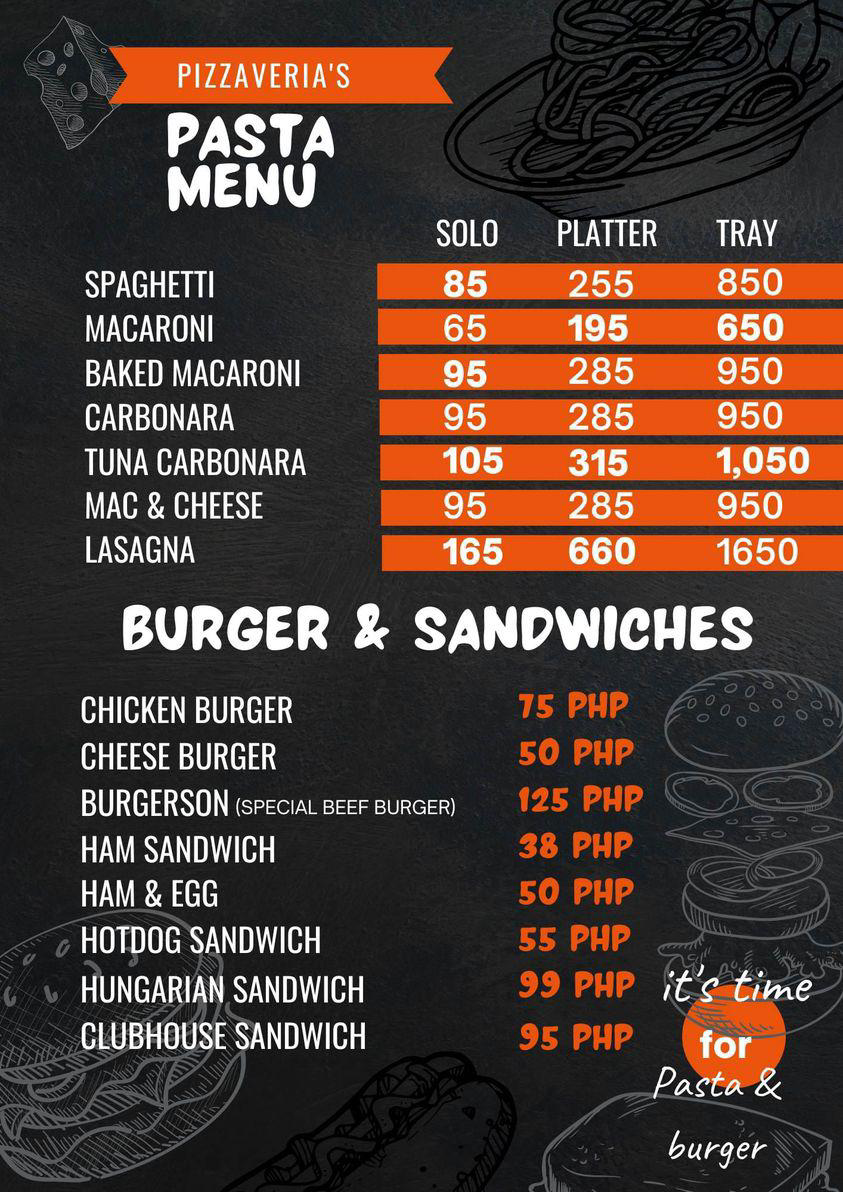 PIZZAVERIA'S
PASTA
MENU
SOLO PLATTER TRAY
SPAGHETTI 85 255 850
MACARONI 65 195 650
BAKED MACARONI 95 285 950
CARBONARA 95 285 950
TUNA CARBONARA 105 315 1,050
MAC & CHEESE 95 285 950
LASAGNA 165 660 1650
BURGER & SANDWICHES
CHICKEN BURGER 75 PHP
CHEESE BURGER 50 PHP
BURGERSON (SPECIAL BEEF BURGER) 125 PHP
HAM SANDWICH 38 PHP
HAM & EGG 50 PHP
HOTDOG SANDWICH 55 PHP
HUNGARIAN SANDWICH 99 PHP
CLUBHOUSE SANDWICH 95 PHP
it's time
for
Pasta &
burger